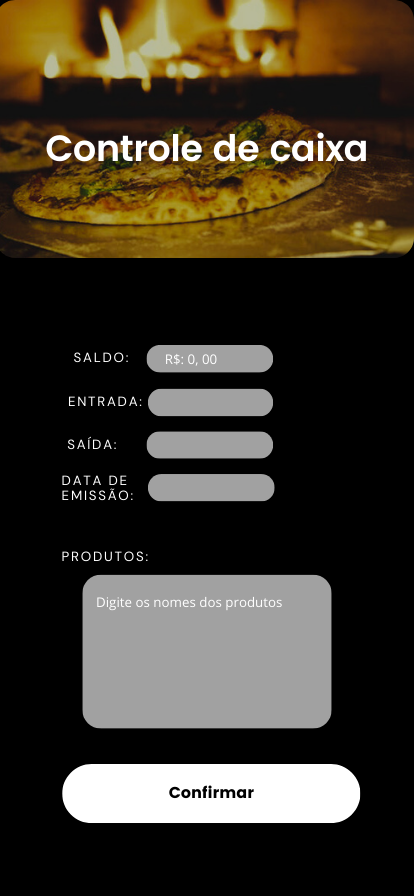 Controle de caixa
SALDO: R$: 0, 00
ENTRADA:
SAÍDA:
DATA DE
EMISSÃO:
PRODUTOS:
Digite os nomes dos produtos
Confirmar